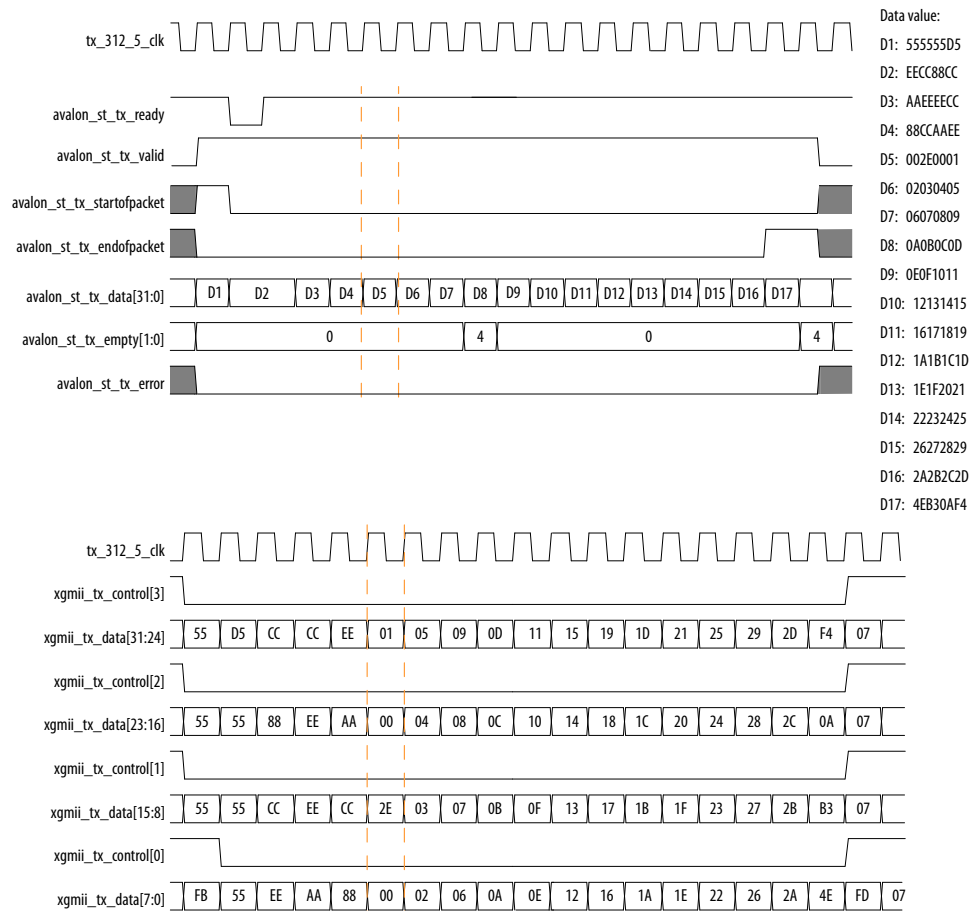 Data value:
tx_312_5_clk
D1: 555555D5
D2: EECC88CC
D3: AAEEEECC
avalon_st_tx_ready
D4: 88CCAAEE
avalon_st_tx_valid
D5: 002E0001
avalon_st_tx_startofpacket
D6: 02030405
D7: 06070809
avalon_st_tx_endofpacket
D8: 0A0B0C0D
D9: 0E0F1011
avalon_st_tx_data[31:0] D1 D2 D3 D4 D5 D6 D7 D8 D9 D10 D11 D12 D13 D14 D15 D16 D17
D10: 12131415
D11: 16171819
avalon_st_tx_empty[1:0] 0 4 0 4
D12: 1A1B1C1D
avalon_st_tx_error
D13: 1E1F2021
D14: 22232425
D15: 26272829
D16: 2A2B2C2D
D17: 4EB30AF4
tx_312_5_clk
xgmii_tx_control[3]
xgmii_tx_data[31:24] 55 D5 CC CC EE 01 05 09 0D 11 15 19 1D 21 25 29 2D F4 07
xgmii_tx_control[2]
xgmii_tx_data[23:16] 55 55 88 EE AA 00 04 08 0C 10 14 18 1C 20 24 28 2C 0A 07
xgmii_tx_control[1]
xgmii_tx_data[15:8] 55 55 CC EE CC 2E 03 07 0B 0F 13 17 1B 1F 23 27 2B B3 07
xgmii_tx_control[0]
xgmii_tx_data[7:0] FB 55 EE AA 88 00 02 06 0A 0E 12 16 1A 1E 22 26 2A 4E FD 07